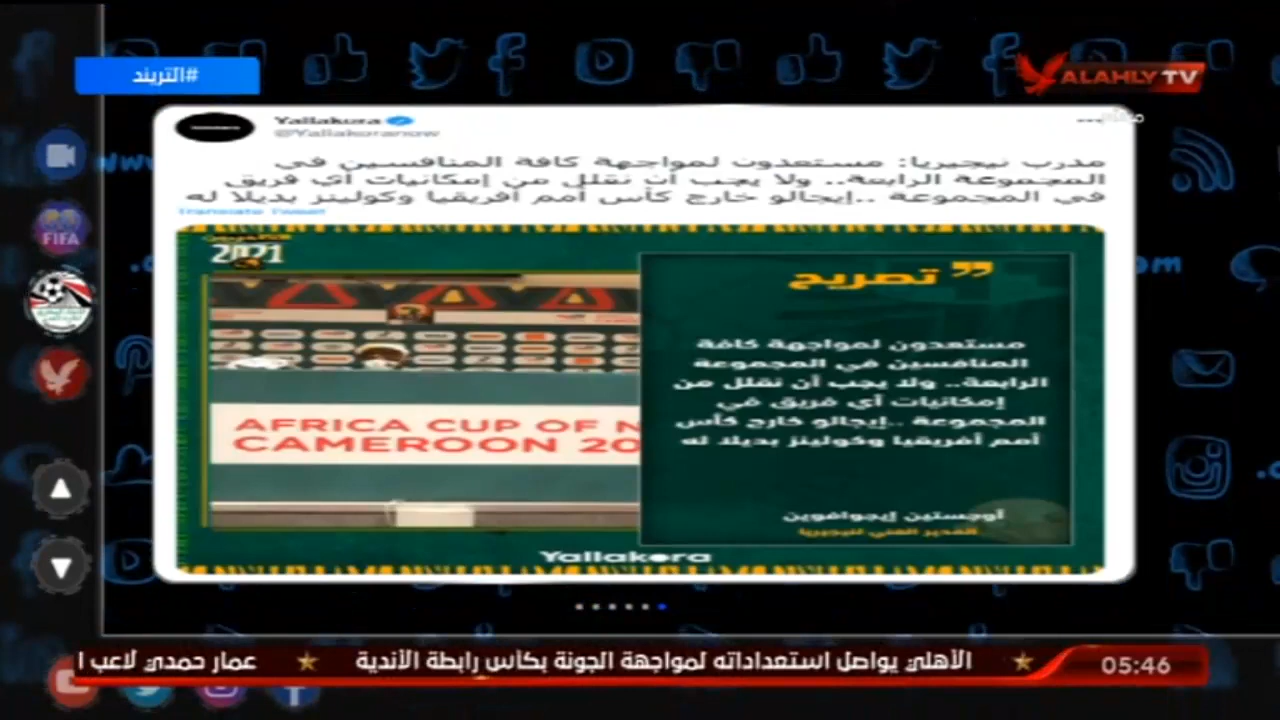 #التريند
ALAHLY TV
Yallakora
@Yallakoranow
مدرب نيجيريا: مستعدون لمواجهة كافة المنافسين في
المجموعة الرابعة.. ولا يجب أن نقلل من إمكانيات أي فريق
في المجموعة ..إيجالو خارج كأس أمم أفريقيا وكولينز بديلا له
Translate Tweet
2021
تصريح
مستعدون لمواجهة كافة
المنافسين في المجموعة
الرابعة.. ولا يجب أن نقلل من
إمكانيات أي فريق في
المجموعة ..إيجالو خارج كأس
أمم أفريقيا وكولينز بديلا له
أوجستين إيجوافوين
المدير الفني لنيجيريا
AFRICA CUP OF N
CAMEROON 20
Yallakora
FIFA
الأهلي يواصل استعداداته لمواجهة الجونة بكأس رابطة الأندية
عمار حمدي لاعب ا
05:46